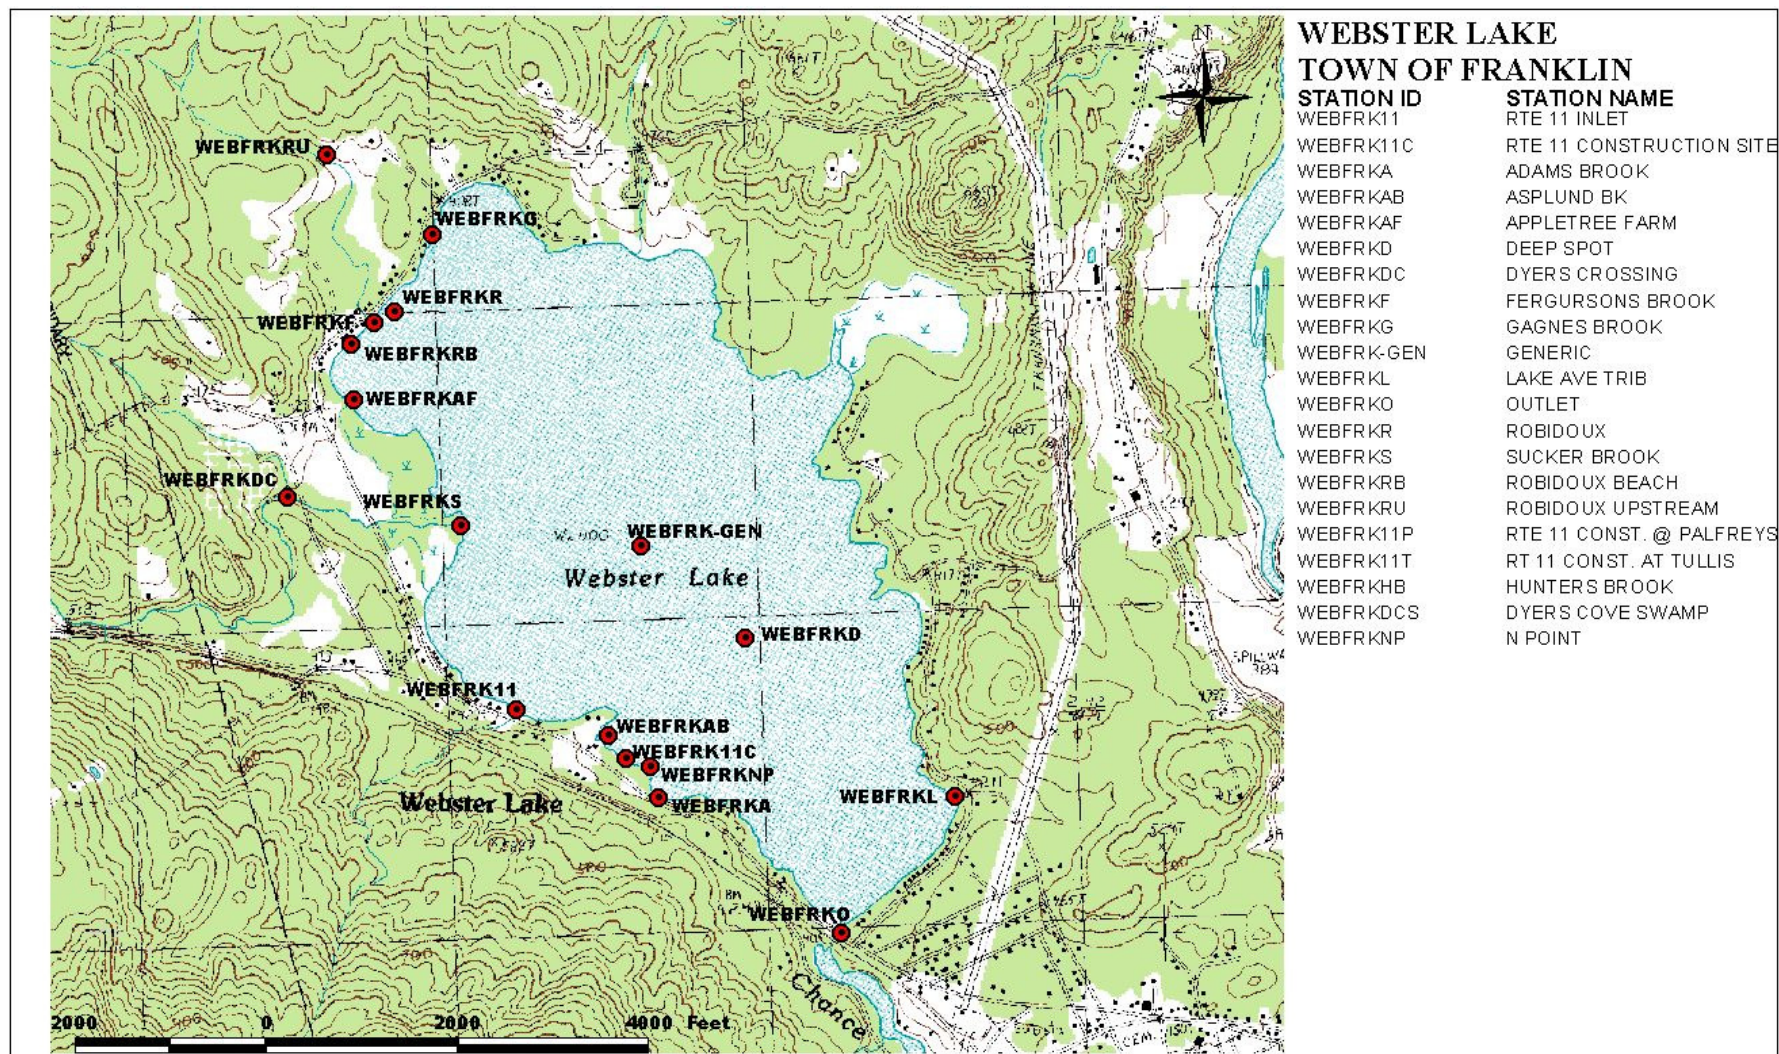 WEBSTER LAKE
TOWN OF FRANKLIN
STATION ID STATION NAME
WEBFRK11 RTE 11 INLET
WEBFRK11C RTE 11 CONSTRUCTION SITE
WEBFRKA ADAMS BROOK
WEBFRKAB ASPLUND BK
WEBFRKAF APPLETREE FARM
WEBFRKD DEEP SPOT
WEBFRKDC DYERS CROSSING
WEBFRKF FERGURSONS BROOK
WEBFRKG GAGNES BROOK
WEBFRK-GEN GENERIC
WEBFRKL LAKE AVE TRIB
WEBFRKO OUTLET
WEBFRKR ROBIDOUX
WEBFRKS SUCKER BROOK
WEBFRKRB ROBIDOUX BEACH
WEBFRKRU ROBIDOUX UPSTREAM
WEBFRK11P RTE 11 CONST. @ PALFREYS
WEBFRK11T RT 11 CONST. AT TULLIS
WEBFRKHB HUNTERS BROOK
WEBFRKDCS DYERS COVE SWAMP
WEBFRKNP N POINT
N
WEBFRKRU
WEBFRKG
WEBFRKR
WEBFRKF
WEBFRKRB
WEBFRKAF
WEBFRKDC
WEBFRKS
WEBFRK-GEN
Webster Lake
WEBFRKD
WEBFRK11
WEBFRKAB
WEBFRK11C
WEBFRKNP
WEBFRKA
WEBFRKL
Webster Lake
WEBFRKO
Chance
2000 0 2000 4000 Feet